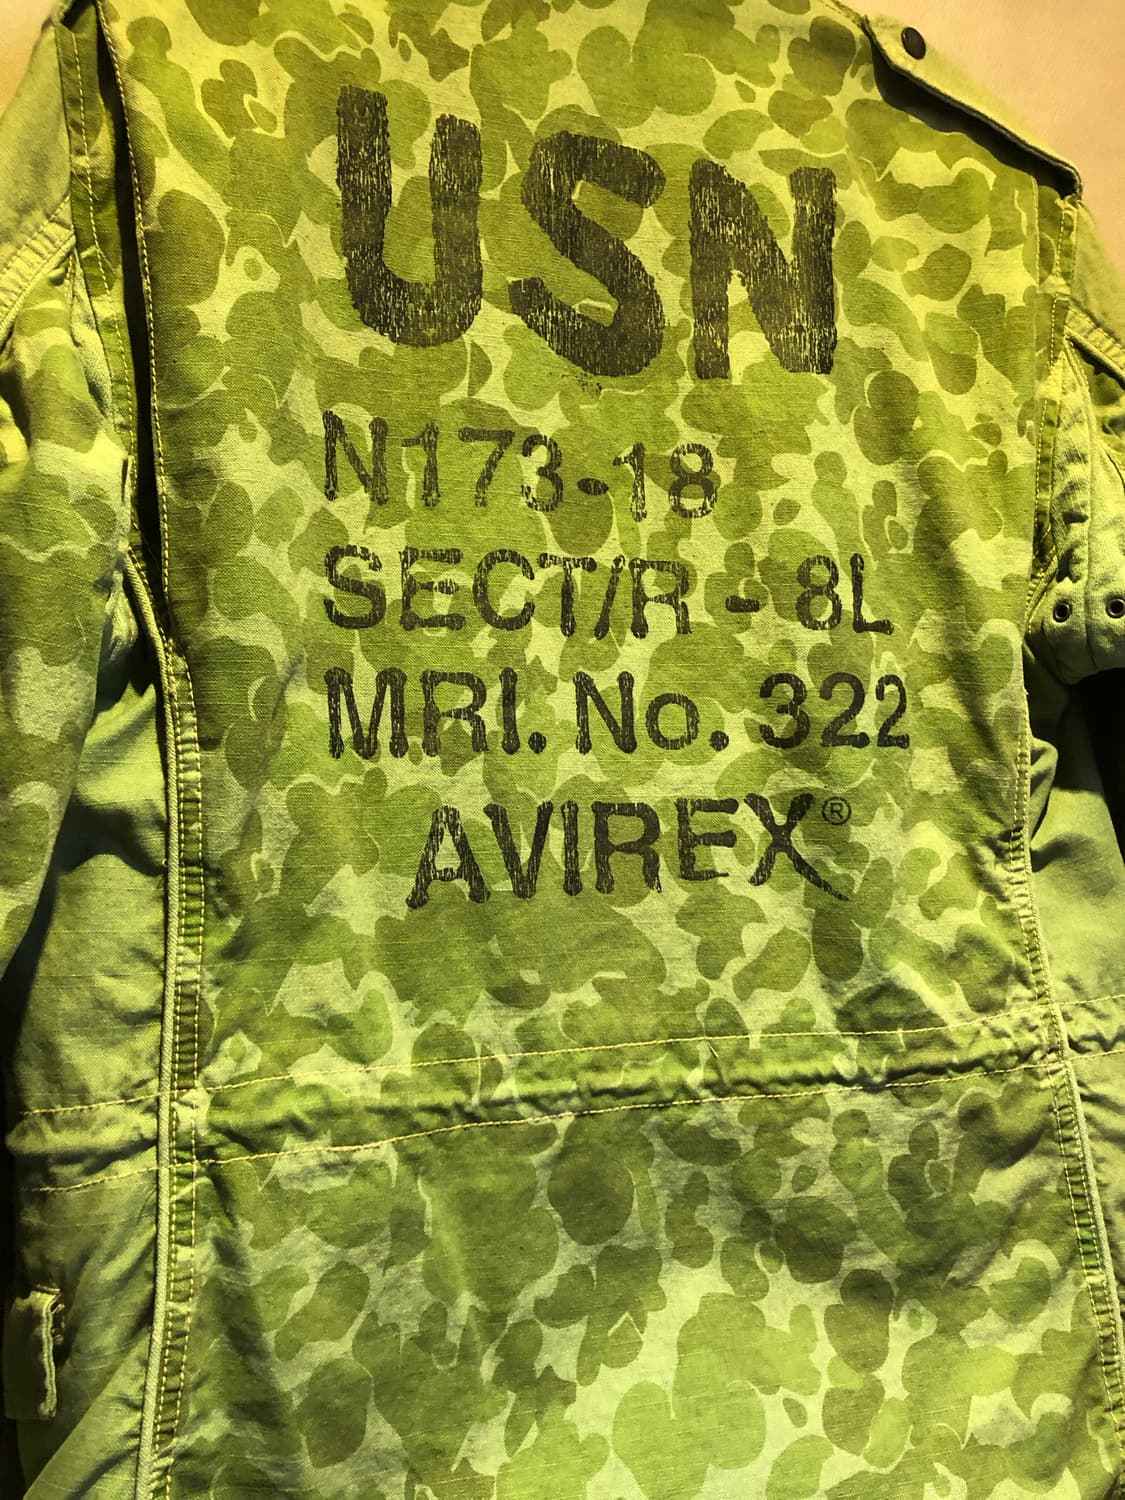 USN
N173-18
SECT/R - 8L
MRI. No. 322
AVIREX®